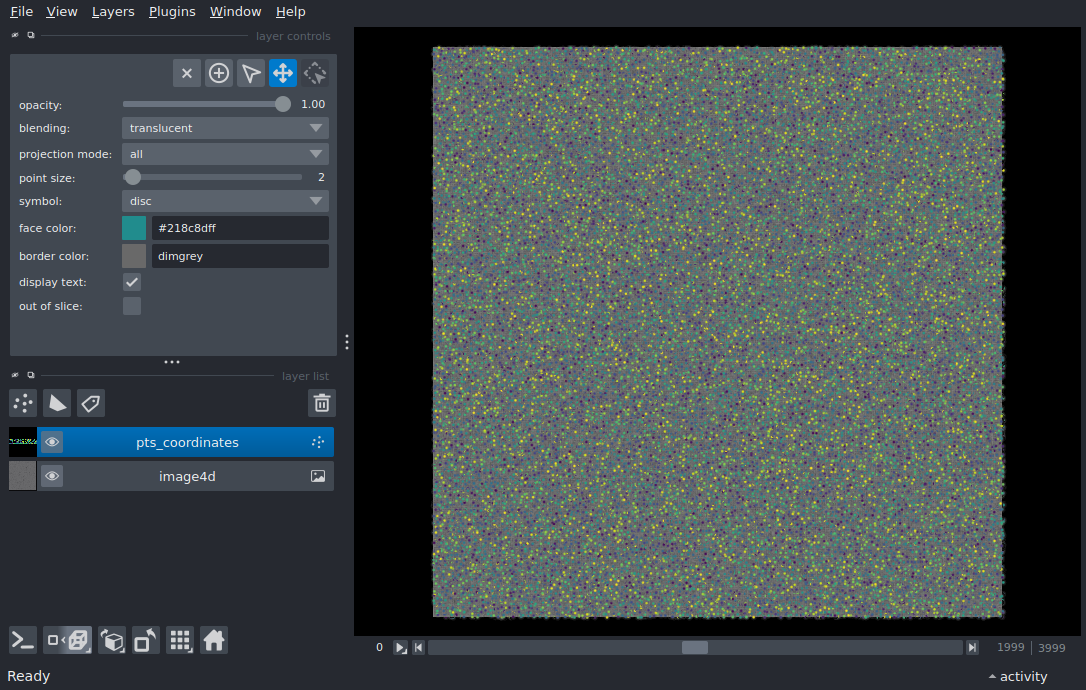 File View Layers Plugins Window Help
layer controls
opacity: 1.00
blending: translucent
projection mode: all
point size: 2
symbol: disc
face color: #218c8dff
border color: dimgrey
display text:
out of slice:
layer list
pts_coordinates
image4d
0 1999 3999
Ready activity